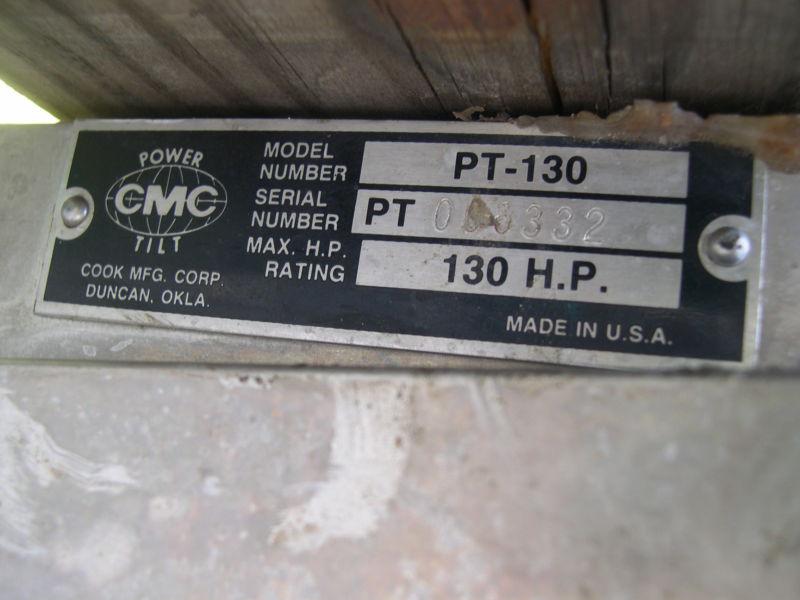 POWER
CMC
TILT
COOK MFG. CORP.
DUNCAN, OKLA.
MODEL
NUMBER PT-130
SERIAL
NUMBER PT
MAX. H.P.
RATING 130 H.P.
MADE IN U.S.A.